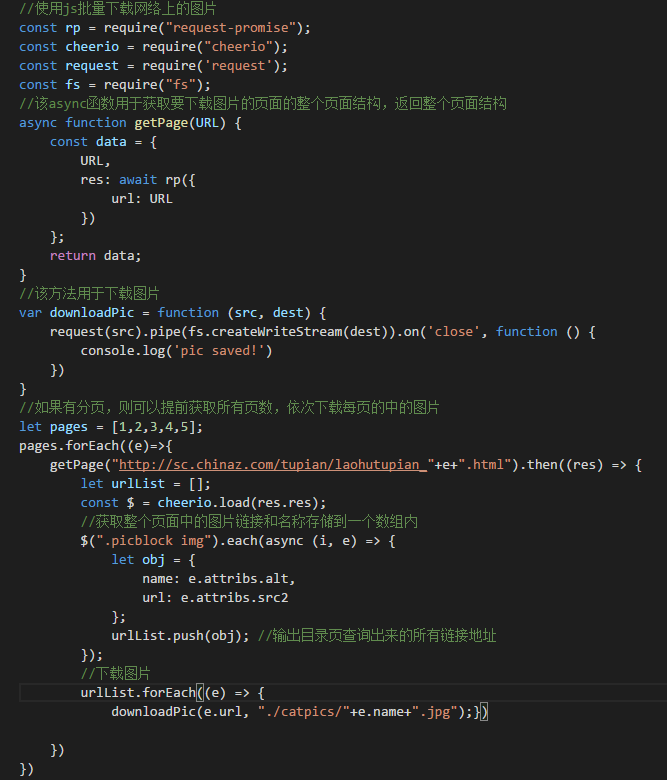 //使用js批量下载网络上的图片
const rp = require("request-promise");
const cheerio = require("cheerio");
const request = require('request');
const fs = require("fs");
//该async函数用于获取要下载图片的页面的整个页面结构，返回整个页面结构
async function getPage(URL) {
    const data = {
        URL,
        res: await rp({
            url: URL
        })
    };
    return data;
}
//该方法用于下载图片
var downloadPic = function (src, dest) {
    request(src).pipe(fs.createWriteStream(dest)).on('close', function () {
        console.log('pic saved!')
    })
}
//如果有分页，则可以提前获取所有页数，依次下载每页的中的图片
let pages = [1,2,3,4,5];
pages.forEach((e)=>{
    getPage("http://sc.chinaz.com/tupian/laohutupian_"+e+".html").then((res) => {
        let urlList = [];
        const $ = cheerio.load(res.res);
        //获取整个页面中的图片链接和名称存储到一个数组内
        $(".picblock img").each(async (i, e) => {
            let obj = {
                name: e.attribs.alt,
                url: e.attribs.src2
            };
            urlList.push(obj); //输出目录页查询出来的所有链接地址
        });
        //下载图片
        urlList.forEach((e) => {
            downloadPic(e.url, "./catpics/"+e.name+".jpg");})
    })
})